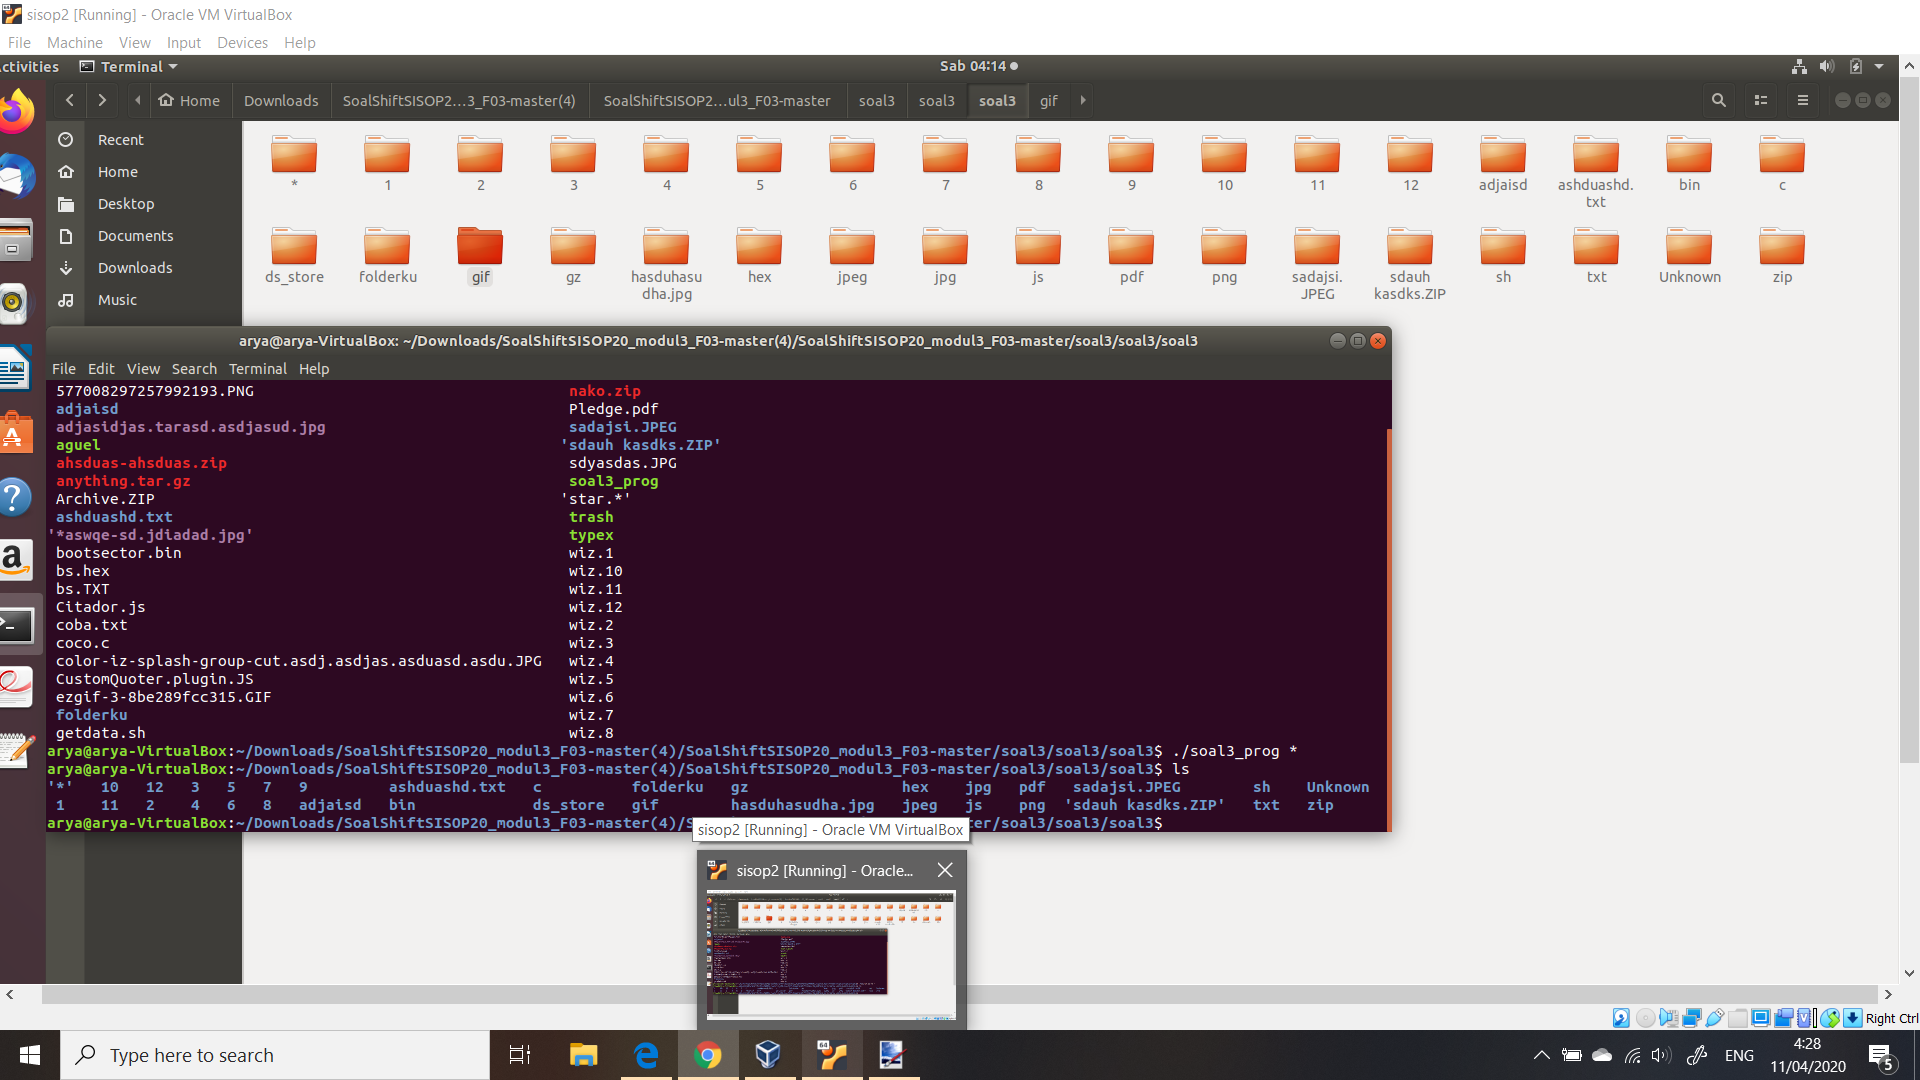 sisop2 [Running] - Oracle VM VirtualBox
File Machine View Input Devices Help
ctivities Terminal Sab 04:14
Home Downloads SoalShiftSISOP2...3_F03-master(4) SoalShiftSISOP2...ul3_F03-master soal3 soal3 soal3 gif
Recent
Home
Desktop
Documents
Downloads
Music
* 1 2 3 4 5 6 7 8 9 10 11 12 adjaisd ashduashd. bin c
txt
ds_store folderku gif gz hasduhasu hex jpeg jpg js pdf png sadajsi. sdauh sh txt Unknown zip
dha.jpg JPEG kasdks.ZIP
arya@arya-VirtualBox: ~/Downloads/SoalShiftSISOP20_modul3_F03-master(4)/SoalShiftSISOP20_modul3_F03-master/soal3/soal3/soal3
File Edit View Search Terminal Help
577008297257992193.PNG nako.zip
adjaisd Pledge.pdf
adjasidjas.tarasd.asdjasud.jpg sadajsi.JPEG
aguel 'sdauh kasdks.ZIP'
ahsduas-ahsduas.zip sdyasdas.JPG
anything.tar.gz soal3_prog
Archive.ZIP 'star.*'
ashduashd.txt trash
'*aswqe-sd.jdiadad.jpg' typex
bootsector.bin wiz.1
bs.hex wiz.10
bs.TXT wiz.11
Citador.js wiz.12
coba.txt wiz.2
coco.c wiz.3
color-iz-splash-group-cut.asdj.asdjas.asduasd.asdu.JPG wiz.4
CustomQuoter.plugin.JS wiz.5
ezgif-3-8be289fcc315.GIF wiz.6
folderku wiz.7
getdata.sh wiz.8
arya@arya-VirtualBox:~/Downloads/SoalShiftSISOP20_modul3_F03-master(4)/SoalShiftSISOP20_modul3_F03-master/soal3/soal3/soal3$ ./soal3_prog *
arya@arya-VirtualBox:~/Downloads/SoalShiftSISOP20_modul3_F03-master(4)/SoalShiftSISOP20_modul3_F03-master/soal3/soal3/soal3$ ls
'*' 10 12 3 5 7 9 ashduashd.txt c folderku gz hex jpg pdf sadajsi.JPEG sh Unknown
1 11 2 4 6 8 adjaisd bin ds_store gif hasduhasudha.jpg jpeg js png 'sdauh kasdks.ZIP' txt zip
arya@arya-VirtualBox:~/Downloads/SoalShiftSISOP20_modul3_F03-master(4)/S ter/soal3/soal3/soal3$
sisop2 [Running] - Oracle VM VirtualBox
sisop2 [Running] - Oracle...
Right Ctrl
Type here to search
ENG
4:28
11/04/2020
5